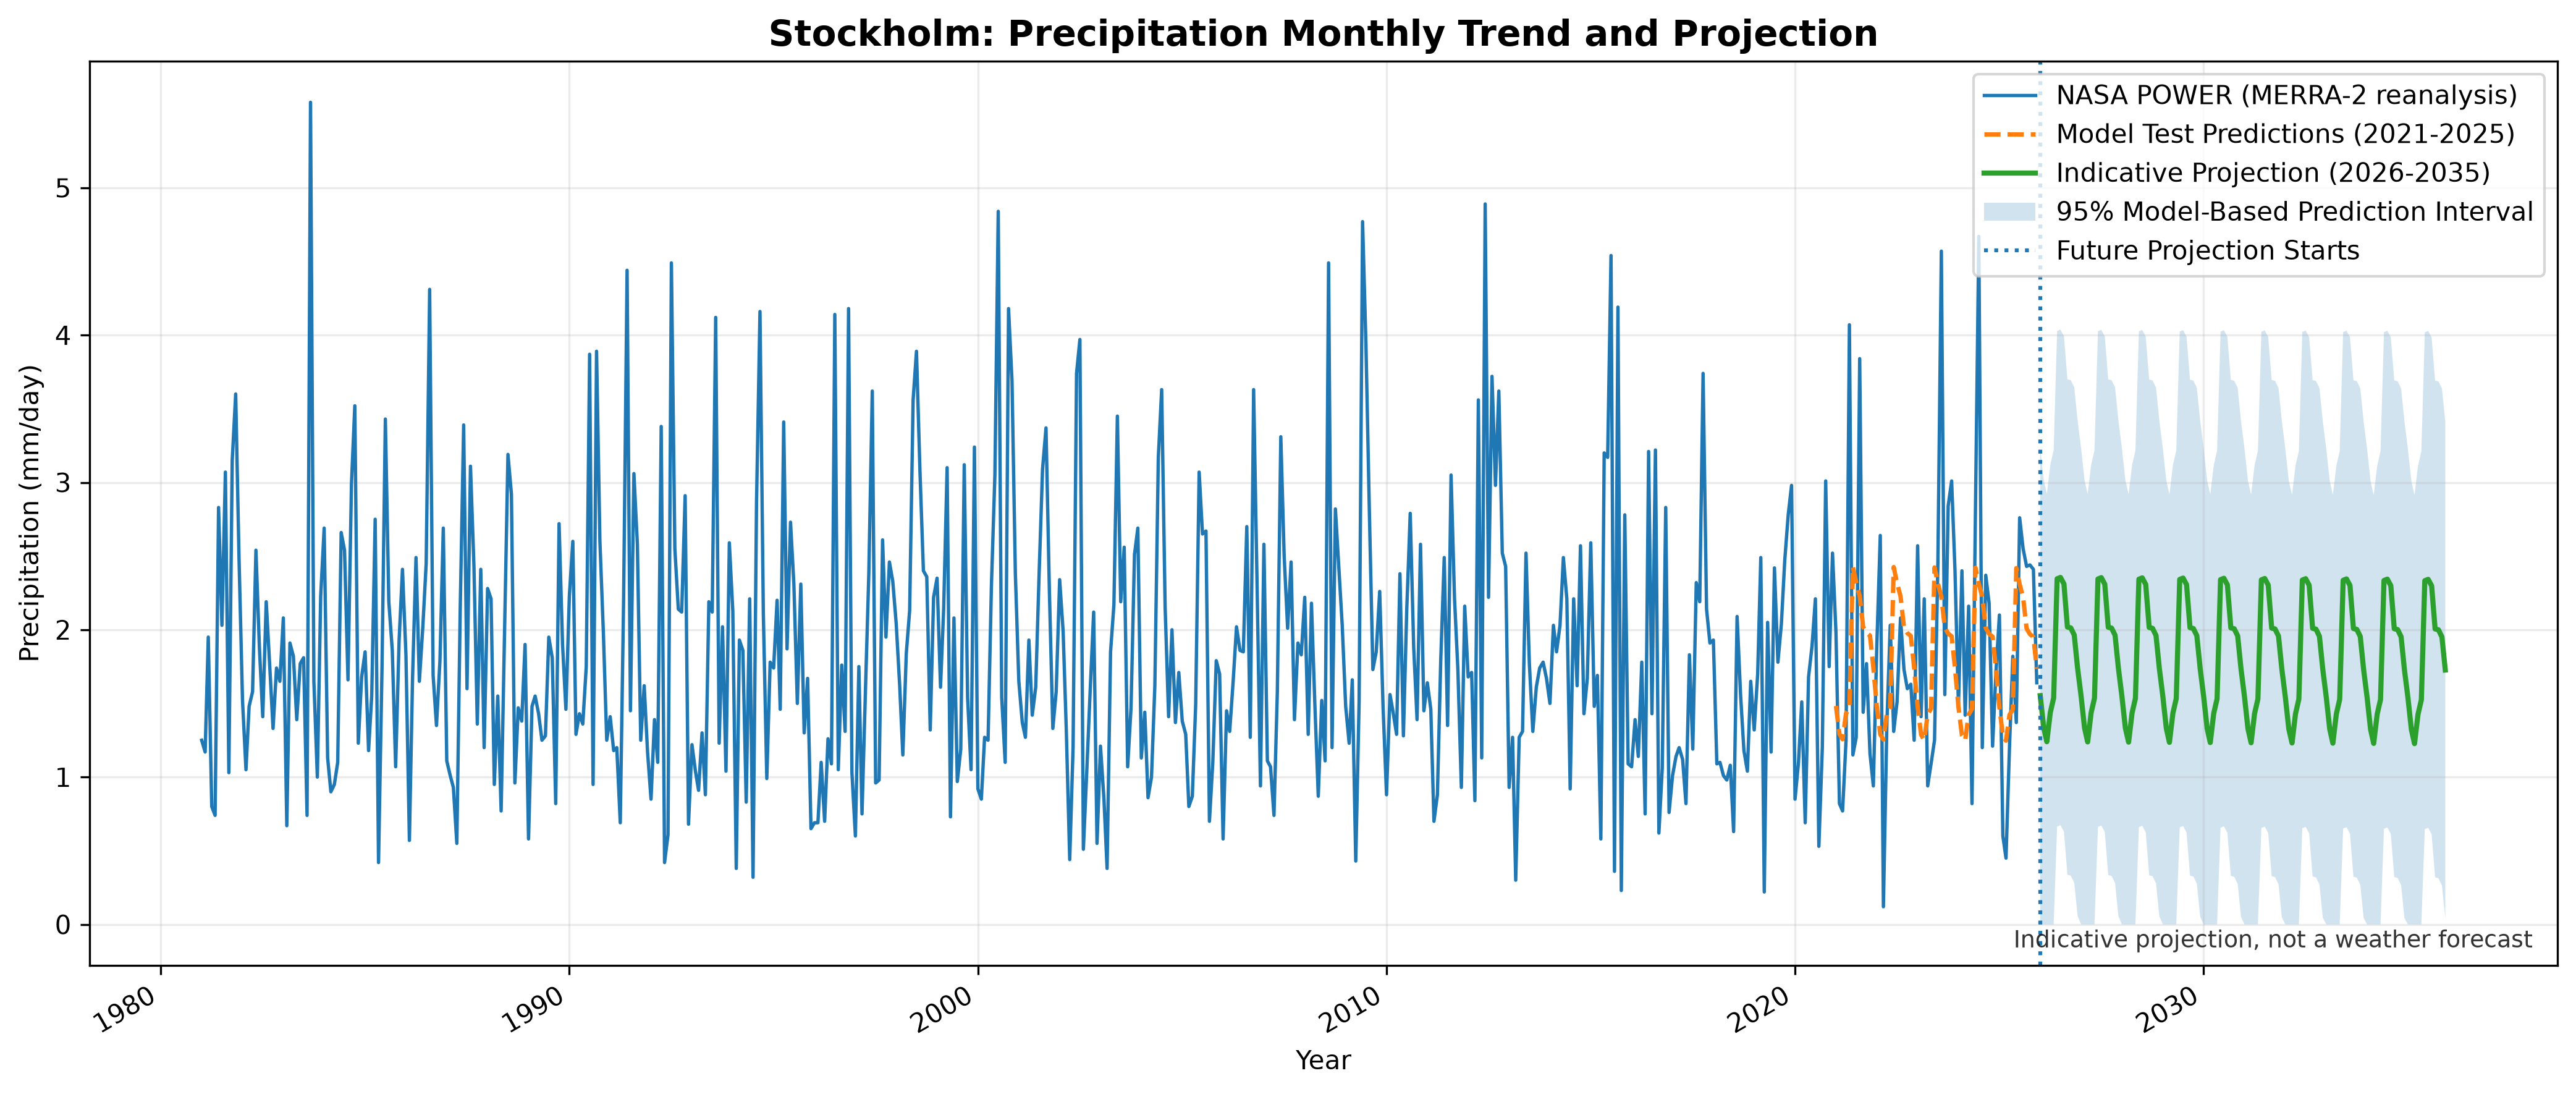 Stockholm: Precipitation Monthly Trend and Projection
NASA POWER (MERRA-2 reanalysis)
Model Test Predictions (2021-2025)
Indicative Projection (2026-2035)
95% Model-Based Prediction Interval
Future Projection Starts
Precipitation (mm/day)
5
4
3
2
1
0
Indicative projection, not a weather forecast
1980
1990
2000
2010
2020
2030
Year